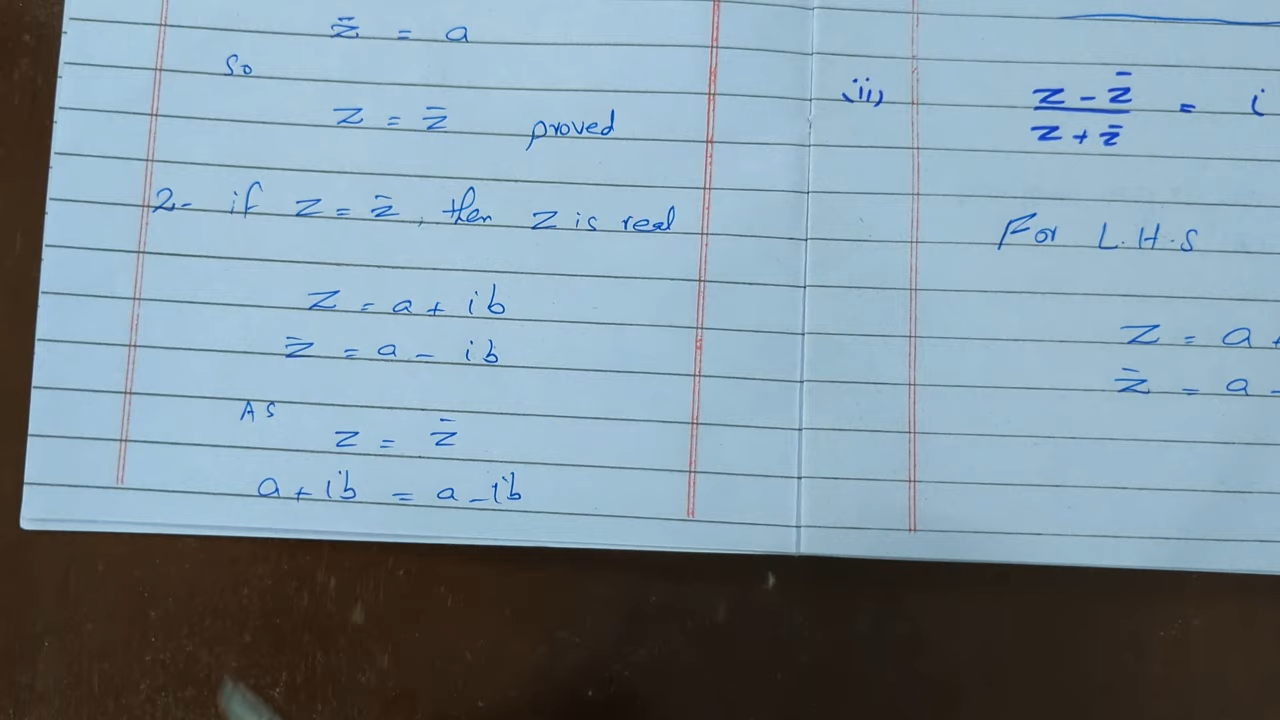 z̄ = a
So
z = z̄ proved
2- if z = z̄, then z is real
z = a + ib
z̄ = a - ib
As
z = z̄
a + ib = a - ib
ii)
z - z̄
z + z̄ = i
For L.H.S
z = a +
z̄ = a -